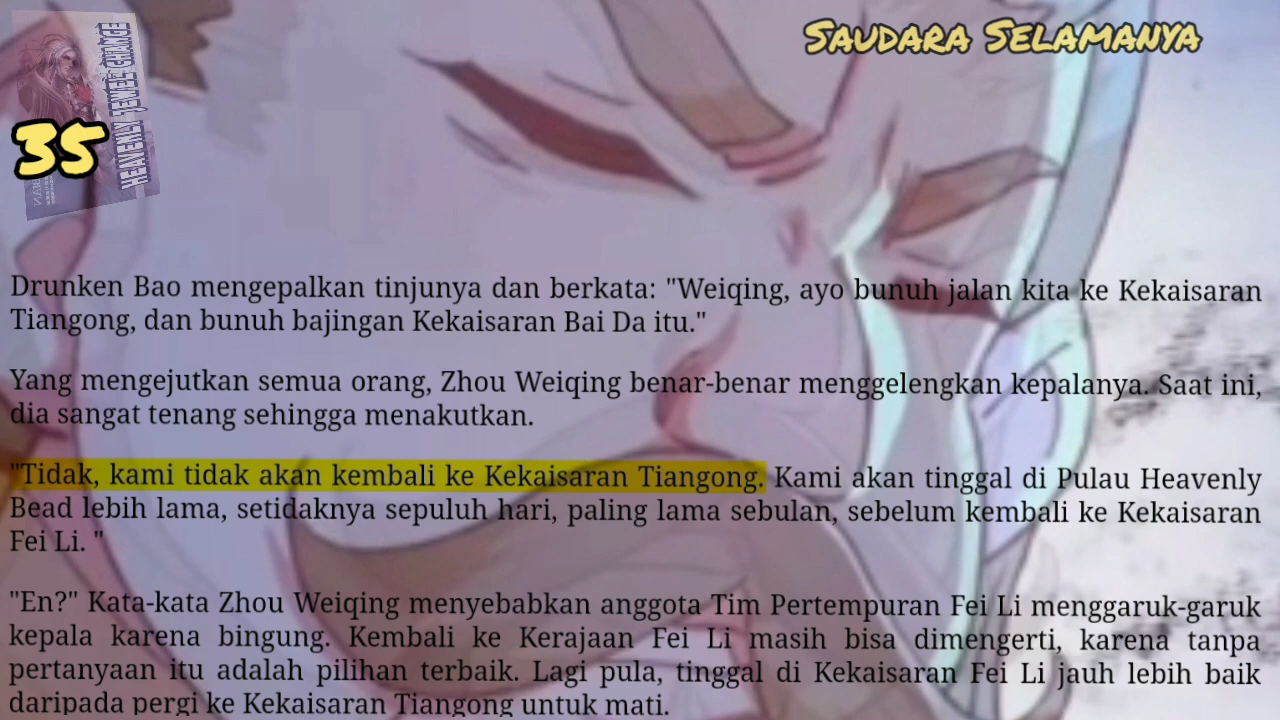 Saudara Selamanya
HEAVENLY JEWEL CHANGE
35
Drunken Bao mengepalkan tinjunya dan berkata: "Weiqing, ayo bunuh jalan kita ke Kekaisaran
Tiangong, dan bunuh bajingan Kekaisaran Bai Da itu."
Yang mengejutkan semua orang, Zhou Weiqing benar-benar menggelengkan kepalanya. Saat ini,
dia sangat tenang sehingga menakutkan.
"Tidak, kami tidak akan kembali ke Kekaisaran Tiangong. Kami akan tinggal di Pulau Heavenly
Bead lebih lama, setidaknya sepuluh hari, paling lama sebulan, sebelum kembali ke Kekaisaran
Fei Li. "
"En?" Kata-kata Zhou Weiqing menyebabkan anggota Tim Pertempuran Fei Li menggaruk-garuk
kepala karena bingung. Kembali ke Kerajaan Fei Li masih bisa dimengerti, karena tanpa
pertanyaan itu adalah pilihan terbaik. Lagi pula, tinggal di Kekaisaran Fei Li jauh lebih baik
daripada pergi ke Kekaisaran Tiangong untuk mati.